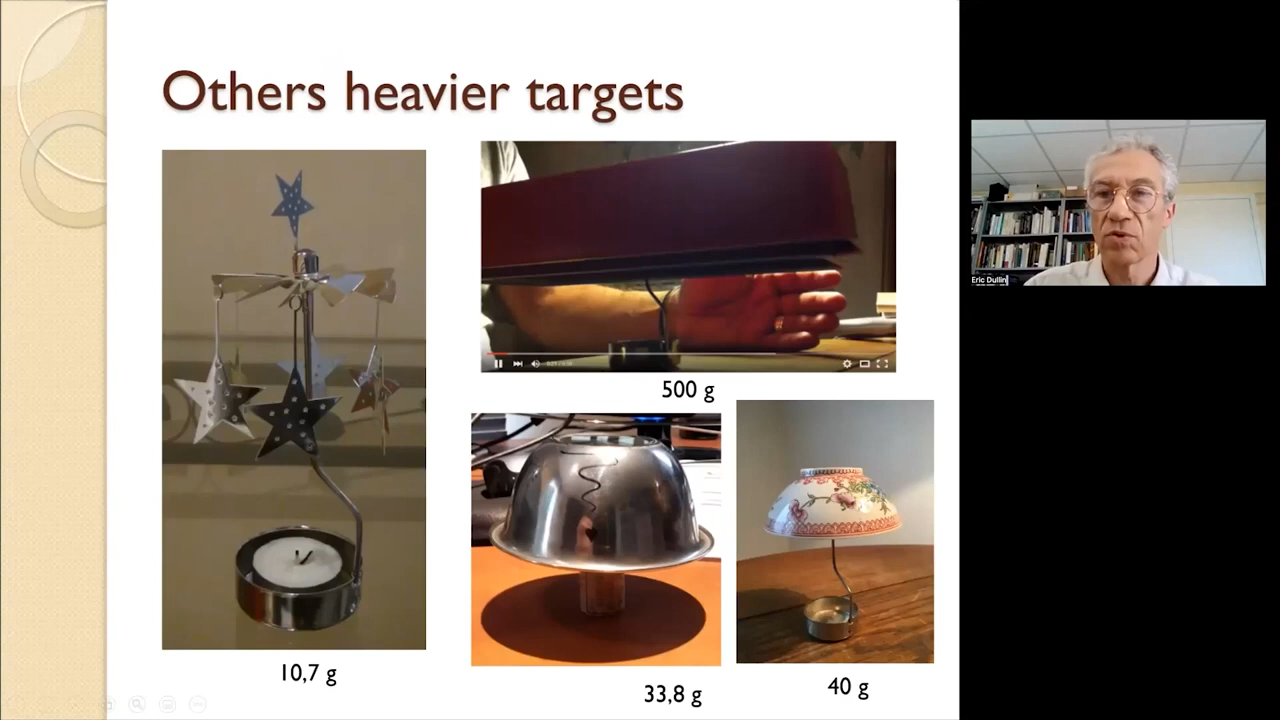 Others heavier targets
500 g
10,7 g
33,8 g
40 g
Eric Dullin